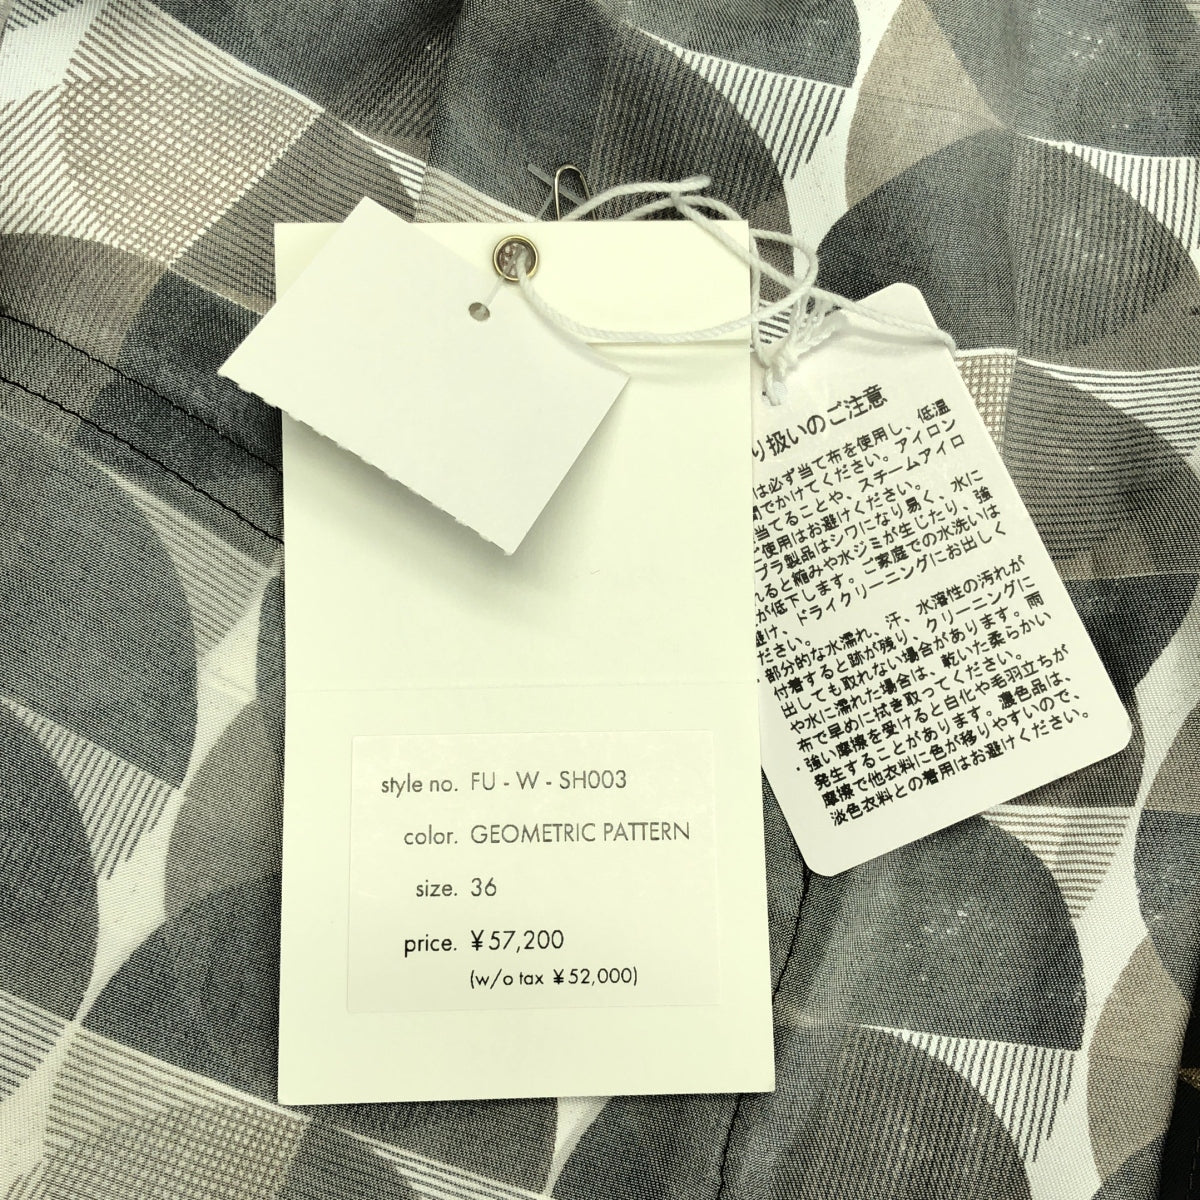 style no. FU - W - SH003
color. GEOMETRIC PATTERN
size. 36
price. ¥57,200
(w/o tax ¥52,000)
り扱いのご注意
は必ず当て布を使用し、低温
間でかけてください。アイロン
当てることや、スチームアイロ
ご使用はお避けください。
プラ製品はシワになり易く、水に
れると縮みや水ジミが生じたり、強
が低下します。ご家庭での水洗いは
避け、ドライクリーニングにお出しく
ださい。
・部分的な水濡れ、汗、水溶性の汚れが
付着すると跡が残り、クリーニングに
出しても取れない場合があります。雨
や水に濡れた場合は、乾いた柔らかい
布で早めに拭き取ってください。
・強い摩擦を受けると白化や毛羽立ちが
発生することがあります。濃色品は、
摩擦で他衣料に色が移りやすいので、
淡色衣料との着用はお避けください。